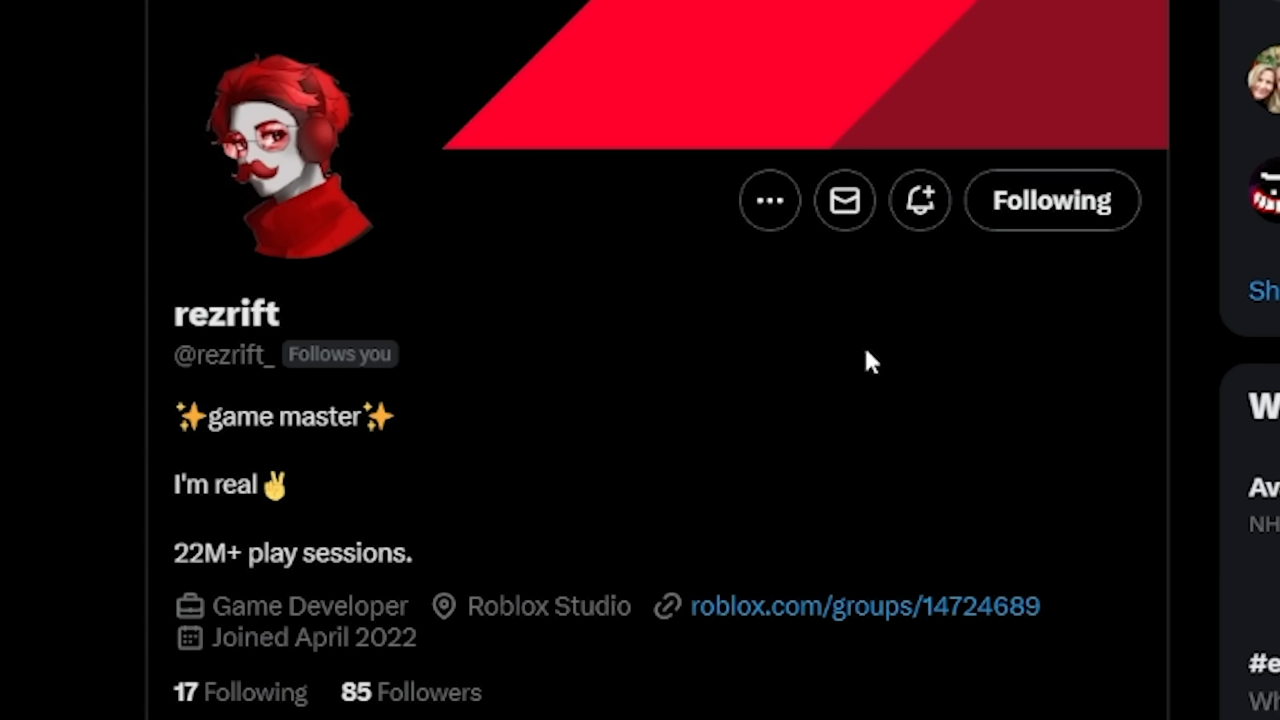 Following
rezrift
@rezrift_ Follows you
✨game master✨
I'm real✌
22M+ play sessions.
Game Developer Roblox Studio roblox.com/groups/14724689
Joined April 2022
17 Following 85 Followers
Sh
W
Av
NH
#e
Wh